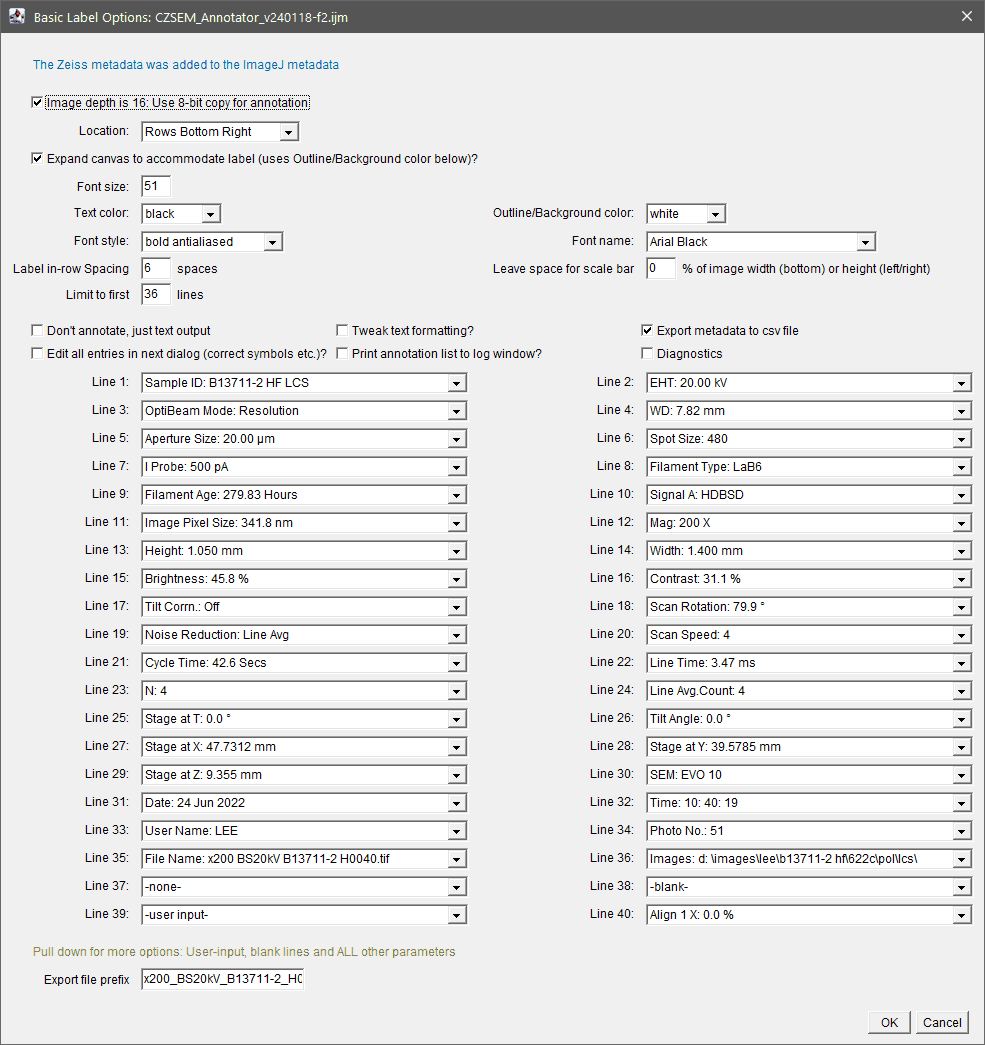 Basic Label Options: CZSEM_Annotator_v240118-f2.ijm
The Zeiss metadata was added to the ImageJ metadata
Image depth is 16: Use 8-bit copy for annotation
Location: Rows Bottom Right
Expand canvas to accommodate label (uses Outline/Background color below)?
Font size: 51
Text color: black Outline/Background color: white
Font style: bold antialiased Font name: Arial Black
Label in-row Spacing 6 spaces Leave space for scale bar 0 % of image width (bottom) or height (left/right)
Limit to first 36 lines
Don't annotate, just text output Tweak text formatting? Export metadata to csv file
Edit all entries in next dialog (correct symbols etc.)? Print annotation list to log window? Diagnostics
Line 1: Sample ID: B13711-2 HF LCS Line 2: EHT: 20.00 kV
Line 3: OptiBeam Mode: Resolution Line 4: WD: 7.82 mm
Line 5: Aperture Size: 20.00 µm Line 6: Spot Size: 480
Line 7: I Probe: 500 pA Line 8: Filament Type: LaB6
Line 9: Filament Age: 279.83 Hours Line 10: Signal A: HDBSD
Line 11: Image Pixel Size: 341.8 nm Line 12: Mag: 200 X
Line 13: Height: 1.050 mm Line 14: Width: 1.400 mm
Line 15: Brightness: 45.8 % Line 16: Contrast: 31.1 %
Line 17: Tilt Corrn.: Off Line 18: Scan Rotation: 79.9 °
Line 19: Noise Reduction: Line Avg Line 20: Scan Speed: 4
Line 21: Cycle Time: 42.6 Secs Line 22: Line Time: 3.47 ms
Line 23: N: 4 Line 24: Line Avg.Count: 4
Line 25: Stage at T: 0.0 ° Line 26: Tilt Angle: 0.0 °
Line 27: Stage at X: 47.7312 mm Line 28: Stage at Y: 39.5785 mm
Line 29: Stage at Z: 9.355 mm Line 30: SEM: EVO 10
Line 31: Date: 24 Jun 2022 Line 32: Time: 10: 40: 19
Line 33: User Name: LEE Line 34: Photo No.: 51
Line 35: File Name: x200 BS20kV B13711-2 H0040.tif Line 36: Images: d: \images\lee\b13711-2 hf\622c\pol\lcs\
Line 37: -none- Line 38: -blank-
Line 39: -user input- Line 40: Align 1 X: 0.0 %
Pull down for more options: User-input, blank lines and ALL other parameters
Export file prefix x200_BS20kV_B13711-2_H0
OK Cancel